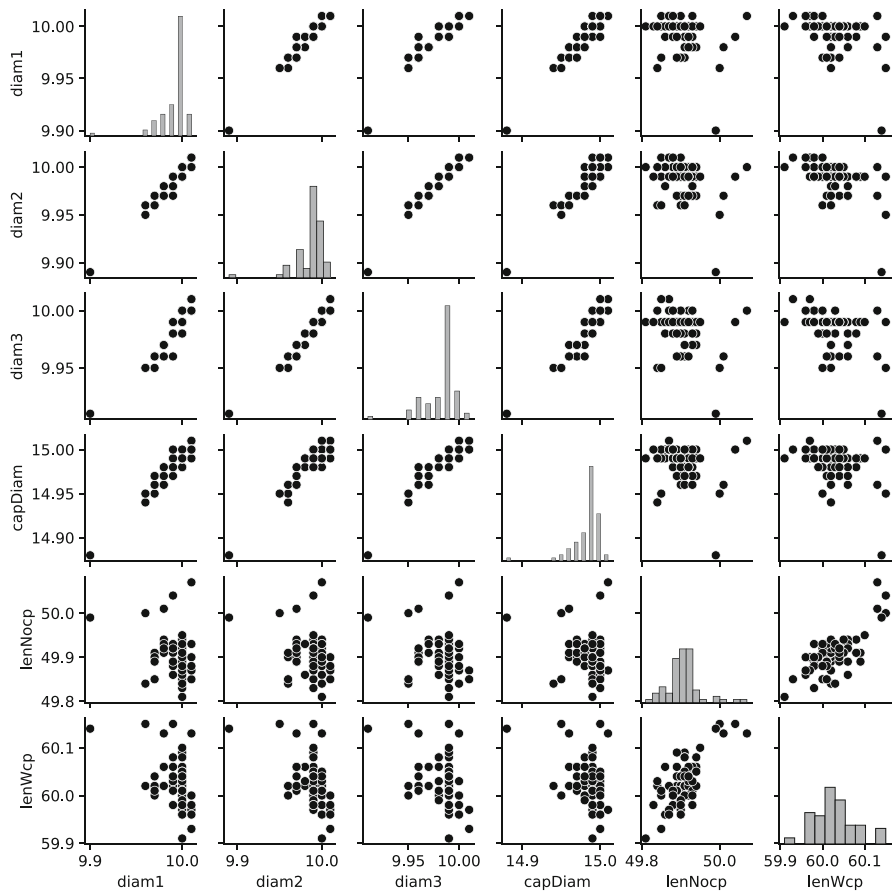 10.00
9.95
9.90
diam1
10.00
9.95
9.90
diam2
10.00
9.95
diam3
15.00
14.95
14.90
capDiam
50.0
49.9
49.8
lenNocp
60.1
60.0
59.9
lenWcp
9.9 10.0 9.9 10.0 9.95 10.00 14.9 15.0 49.8 50.0 59.9 60.0 60.1
diam1 diam2 diam3 capDiam lenNocp lenWcp